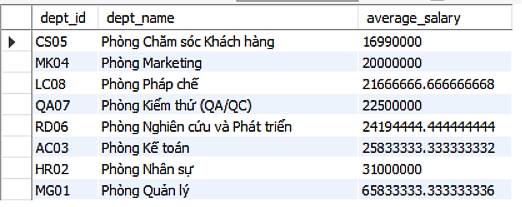 dept_id dept_name average_salary
CS05 Phòng Chăm sóc Khách hàng 16990000
MK04 Phòng Marketing 20000000
LC08 Phòng Pháp chế 21666666.666666668
QA07 Phòng Kiểm thử (QA/QC) 22500000
RD06 Phòng Nghiên cứu và Phát triển 24194444.444444444
AC03 Phòng Kế toán 25833333.333333332
HR02 Phòng Nhân sự 31000000
MG01 Phòng Quản lý 65833333.333333336